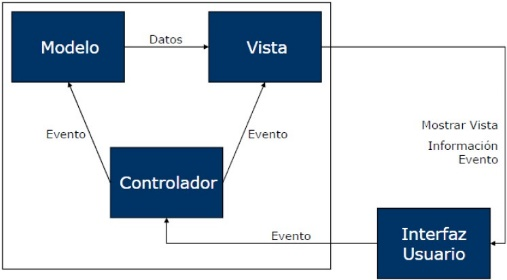 Modelo
Datos
Vista
Evento
Evento
Mostrar Vista
Información
Evento
Controlador
Evento
Interfaz
Usuario